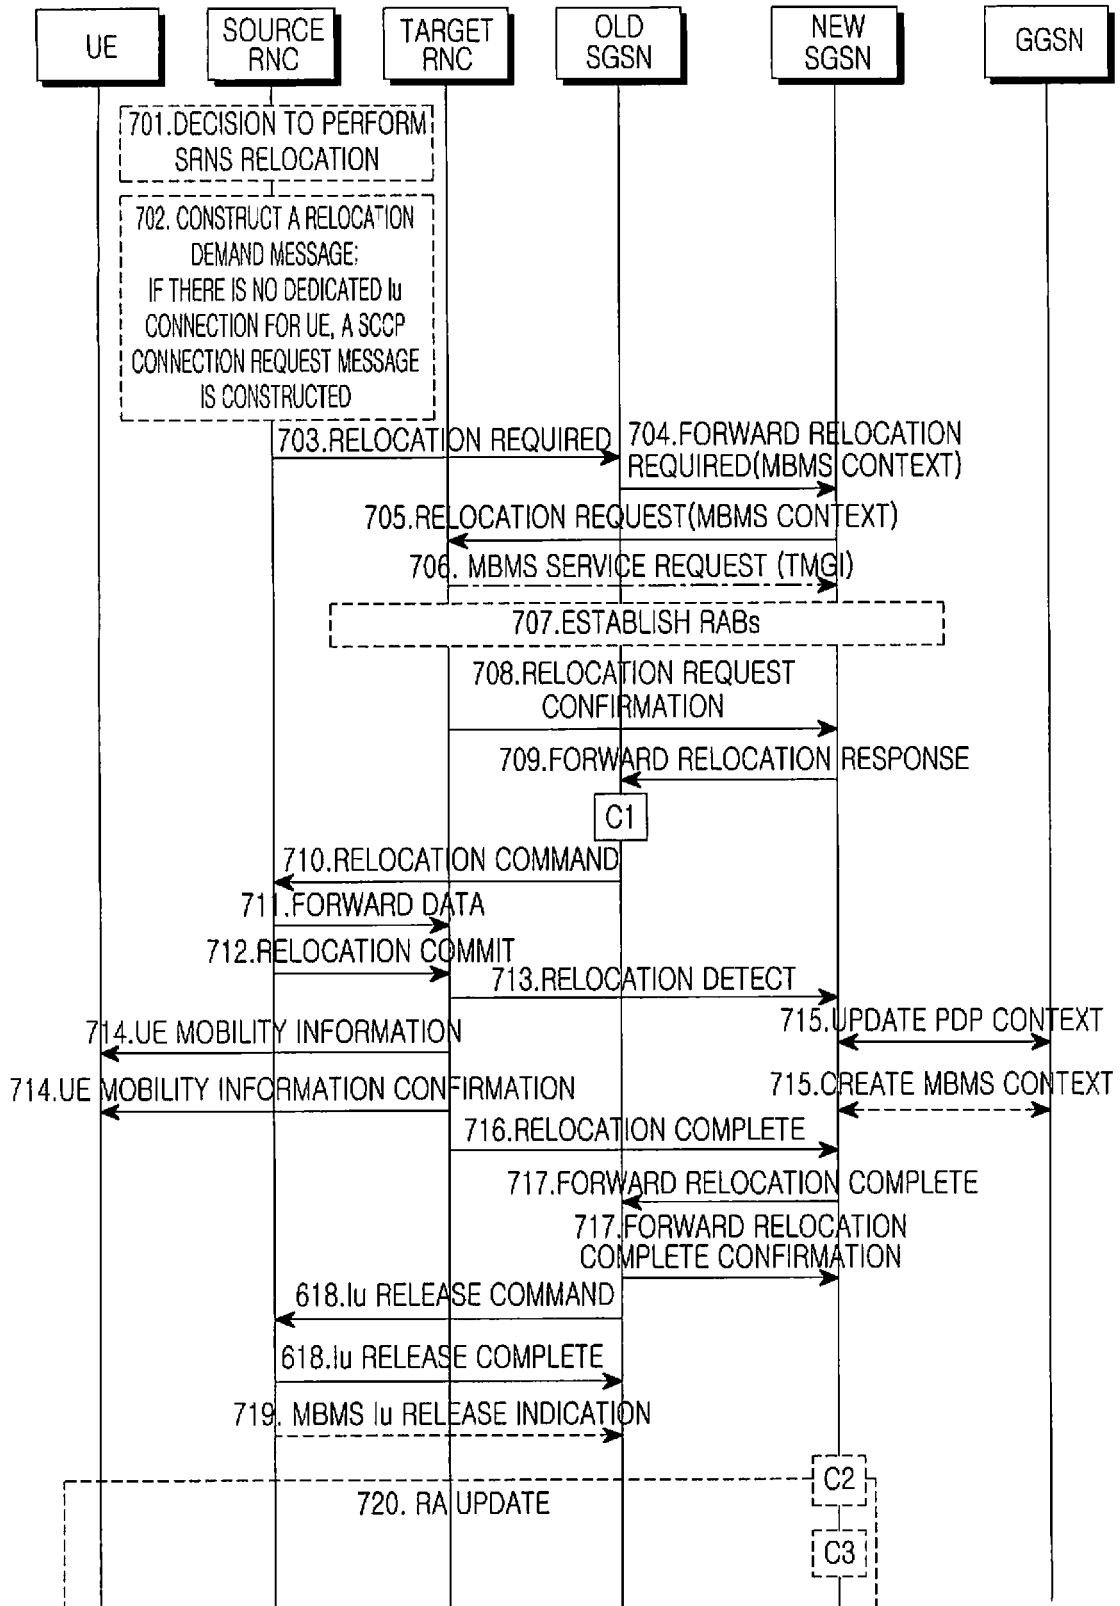 UE
SOURCE
RNC
TARGET
RNC
OLD
SGSN
NEW
SGSN
GGSN
701.DECISION TO PERFORM
SRNS RELOCATION
702. CONSTRUCT A RELOCATION
DEMAND MESSAGE;
IF THERE IS NO DEDICATED Iu
CONNECTION FOR UE, A SCCP
CONNECTION REQUEST MESSAGE
IS CONSTRUCTED
703.RELOCATION REQUIRED
704.FORWARD RELOCATION
REQUIRED(MBMS CONTEXT)
705.RELOCATION REQUEST(MBMS CONTEXT)
706. MBMS SERVICE REQUEST (TMGI)
707.ESTABLISH RABs
708.RELOCATION REQUEST
CONFIRMATION
709.FORWARD RELOCATION RESPONSE
C1
710.RELOCATION COMMAND
711.FORWARD DATA
712.RELOCATION COMMIT
713.RELOCATION DETECT
714.UE MOBILITY INFORMATION
715.UPDATE PDP CONTEXT
714.UE MOBILITY INFORMATION CONFIRMATION
715.CREATE MBMS CONTEXT
716.RELOCATION COMPLETE
717.FORWARD RELOCATION COMPLETE
717.FORWARD RELOCATION
COMPLETE CONFIRMATION
618.Iu RELEASE COMMAND
618.Iu RELEASE COMPLETE
719. MBMS Iu RELEASE INDICATION
C2
720. RA UPDATE
C3